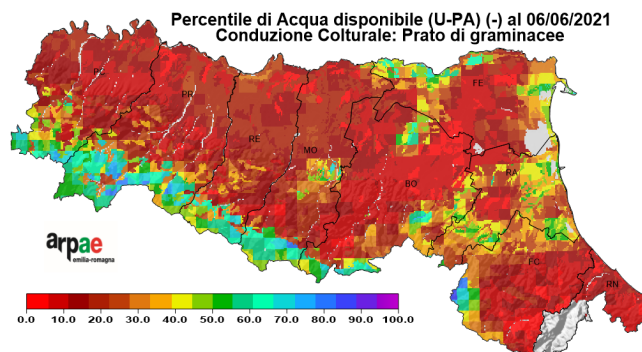 Percentile di Acqua disponibile (U-PA) (-) al 06/06/2021
Conduzione Colturale: Prato di graminacee
PC
PR
RE
MO
BO
FE
RA
FC
RN
arpae
emilia-romagna
0.0 10.0 20.0 30.0 40.0 50.0 60.0 70.0 80.0 90.0 100.0